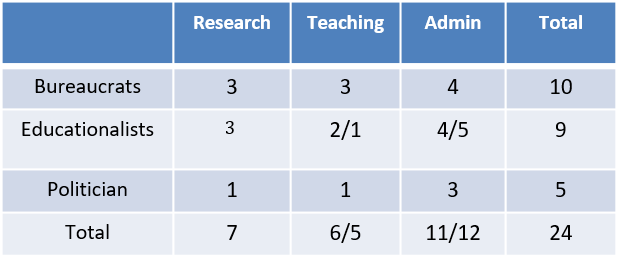 Research Teaching Admin Total
Bureaucrats 3 3 4 10
Educationalists 3 2/1 4/5 9
Politician 1 1 3 5
Total 7 6/5 11/12 24